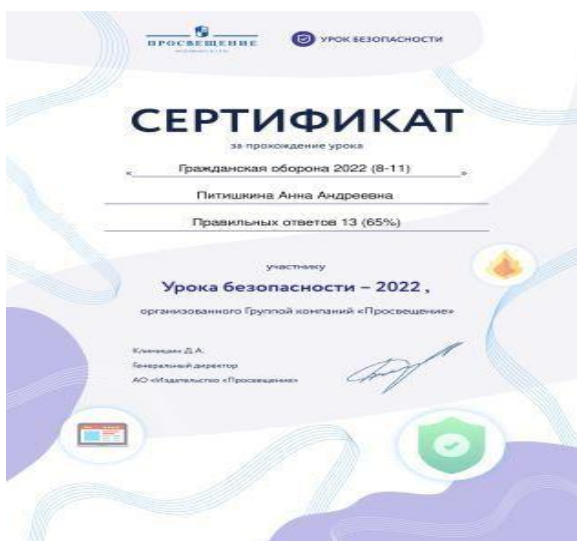 ПРОСВЕЩЕНИЕ
УРОК БЕЗОПАСНОСТИ
СЕРТИФИКАТ
за прохождение урока
« Гражданская оборона 2022 (8-11) »
Питишкина Анна Андреевна
Правильных ответов 13 (65%)
участнику
Урока безопасности – 2022 ,
организованного Группой компаний «Просвещение»
Д.А.
Генеральный директор
АО «Издательство «Просвещение»